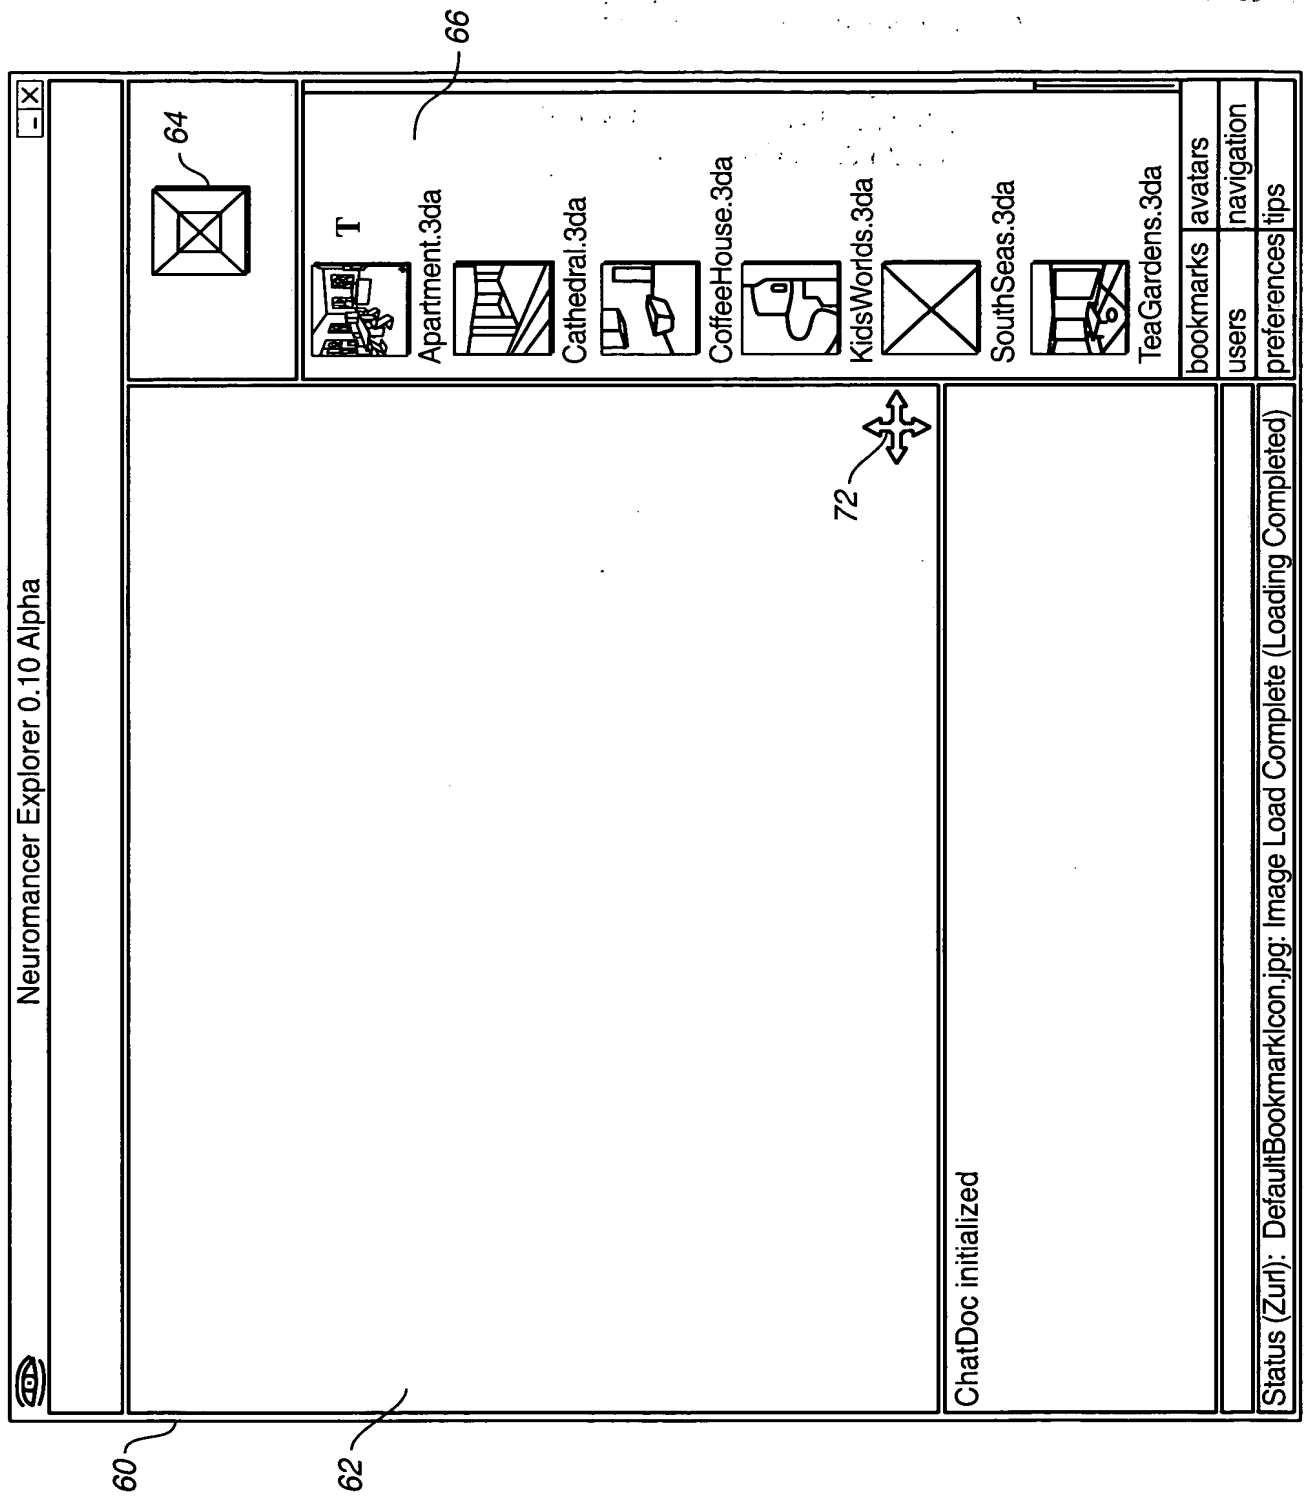 Neuromancer Explorer 0.10 Alpha
60
62
64
66
T
Apartment.3da
Cathedral.3da
CoffeeHouse.3da
KidsWorlds.3da
SouthSeas.3da
TeaGardens.3da
72
ChatDoc initialized
bookmarks avatars
users navigation
preferences tips
Status (Zurl): DefaultBookmarkIcon.jpg: Image Load Complete (Loading Completed)